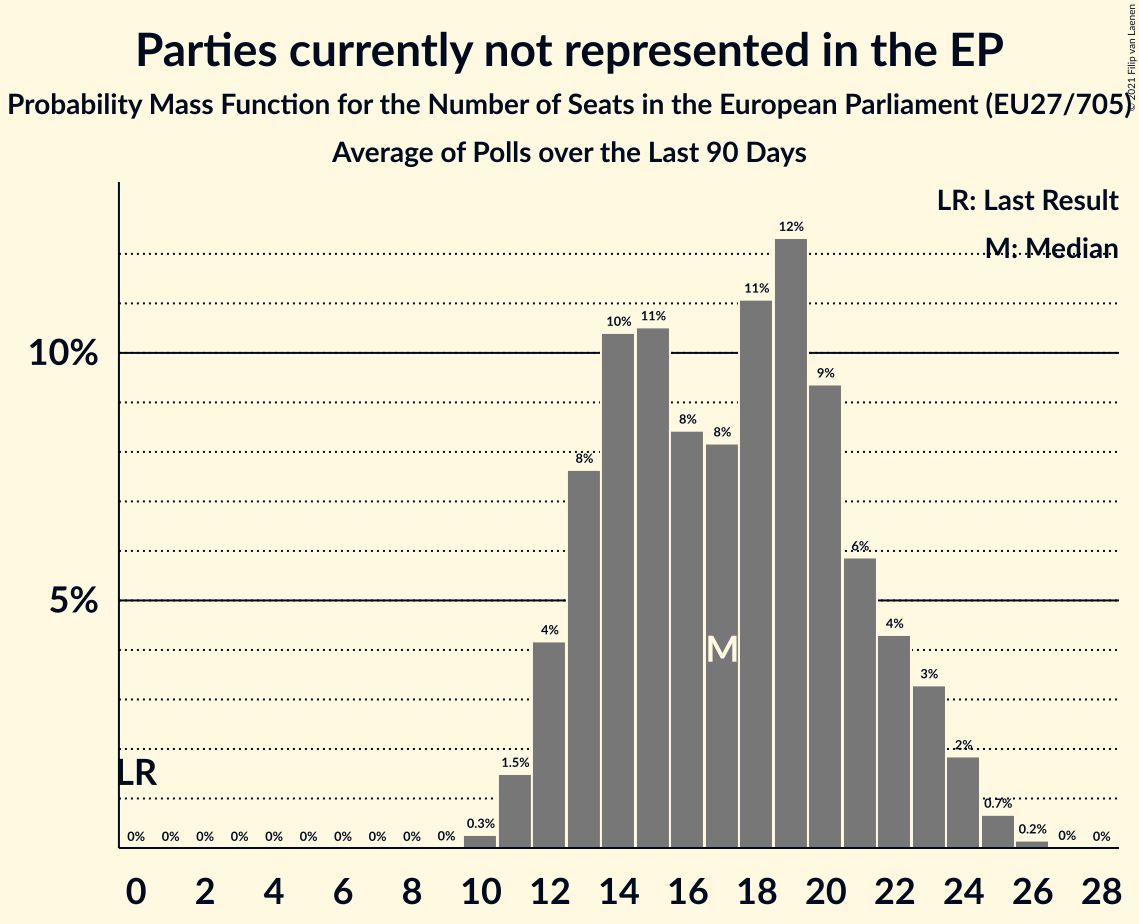 Parties currently not represented in the EP
Probability Mass Function for the Number of Seats in the European Parliament (EU27/705)
Average of Polls over the Last 90 Days
© 2021 Filip van Laenen
LR: Last Result
M: Median
12%
11%
10%
11%
10%
9%
8%
8%
8%
6%
5%
4%
M
4%
3%
2%
LR
1.5%
0.7%
0.3%
0.2%
0% 0% 0% 0% 0% 0% 0% 0% 0% 0% 0% 0%
0 2 4 6 8 10 12 14 16 18 20 22 24 26 28